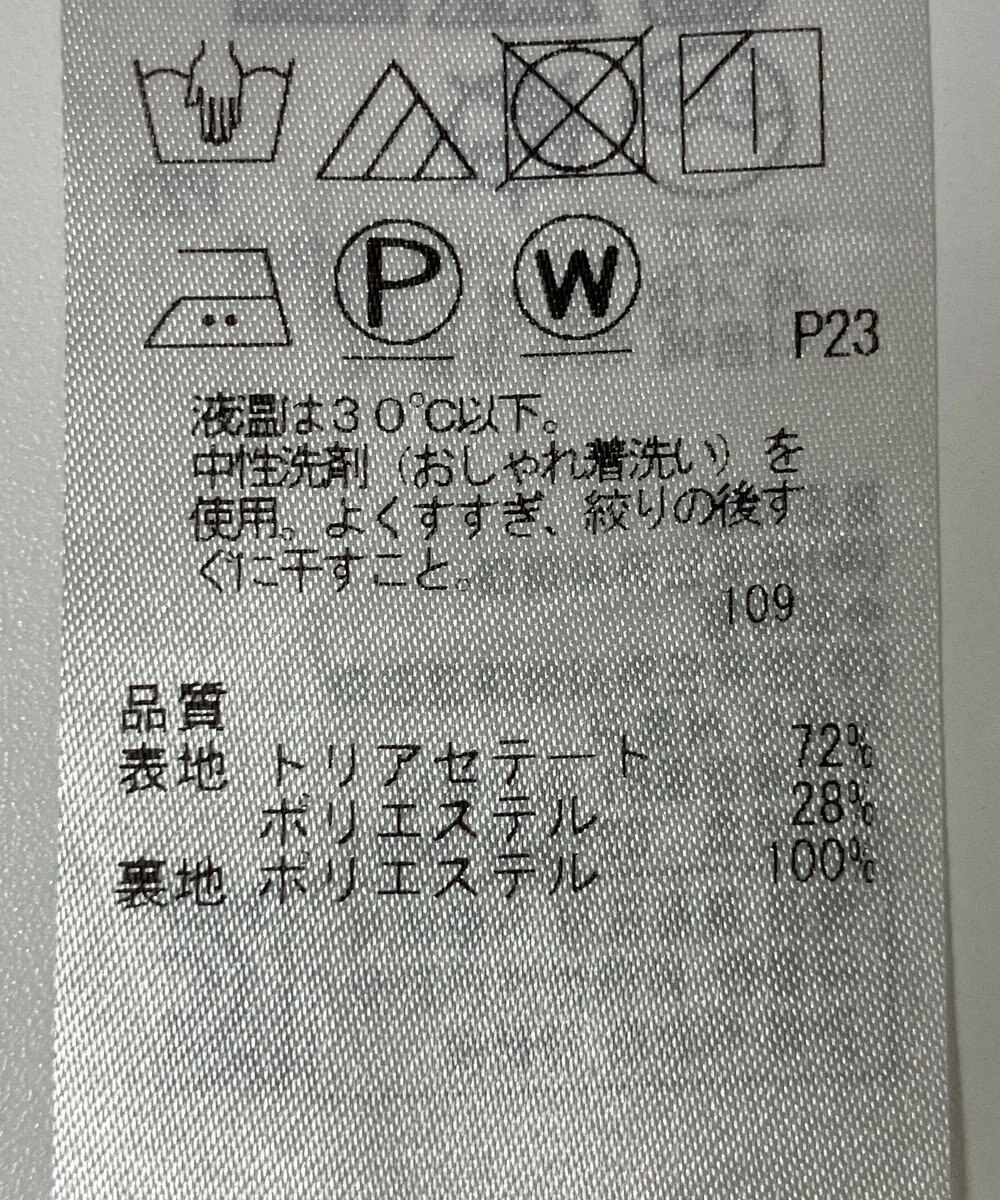 P W
P23
液温は３０℃以下。
中性洗剤（おしゃれ着洗い）を
使用。よくすすぎ、絞りの後す
ぐに干すこと。
109
品質
表地 トリアセテート 72%
ポリエステル 28%
裏地 ポリエステル 100%